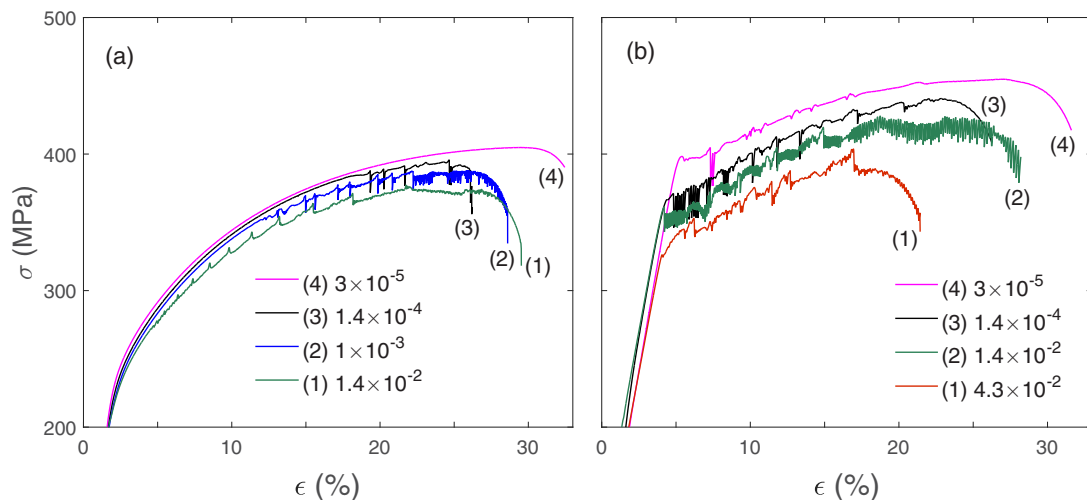 500
400
300
200
σ (MPa)
(a)
(4)
(3)
(2)
(1)
(4) 3×10⁻⁵
(3) 1.4×10⁻⁴
(2) 1×10⁻³
(1) 1.4×10⁻²
0 10 20 30
ϵ (%)
(b)
(3)
(4)
(2)
(1)
(4) 3×10⁻⁵
(3) 1.4×10⁻⁴
(2) 1.4×10⁻²
(1) 4.3×10⁻²
0 10 20 30
ϵ (%)